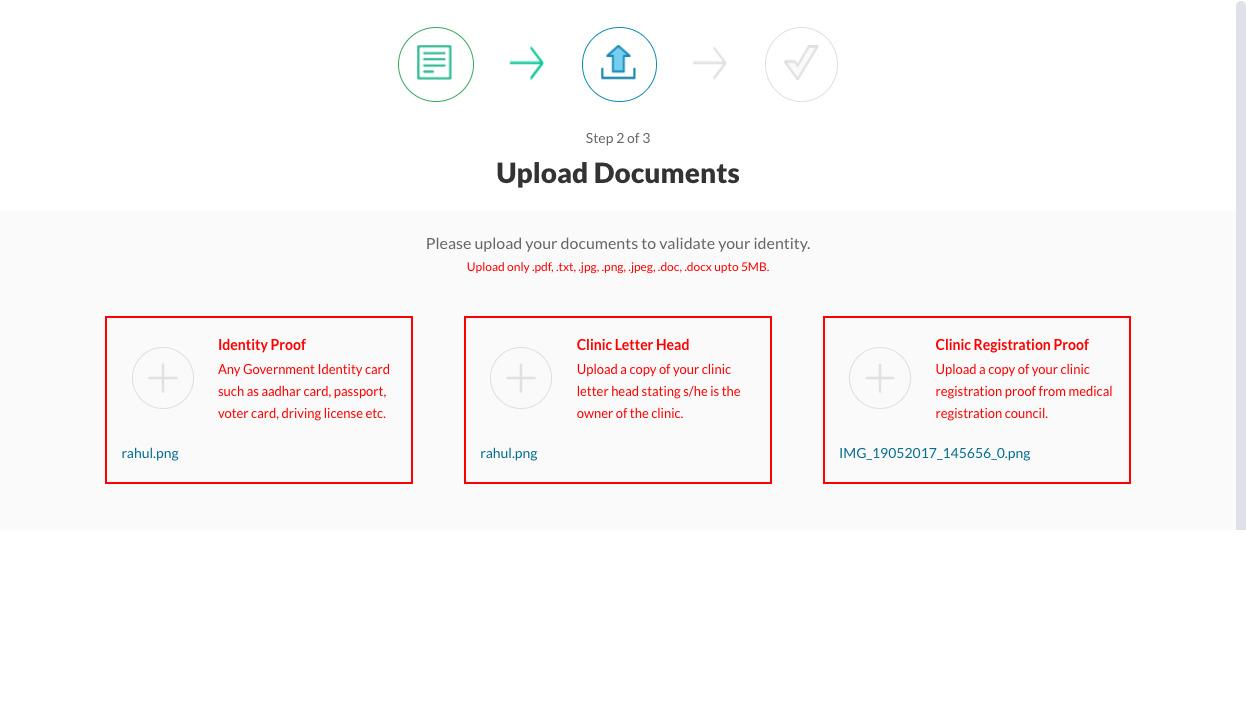 Step 2 of 3
Upload Documents
Please upload your documents to validate your identity.
Upload only .pdf, .txt, .jpg, .png, .jpeg, .doc, .docx upto 5MB.
Identity Proof
Any Government Identity card
such as aadhar card, passport,
voter card, driving license etc.
rahul.png
Clinic Letter Head
Upload a copy of your clinic
letter head stating s/he is the
owner of the clinic.
rahul.png
Clinic Registration Proof
Upload a copy of your clinic
registration proof from medical
registration council.
IMG_19052017_145656_0.png